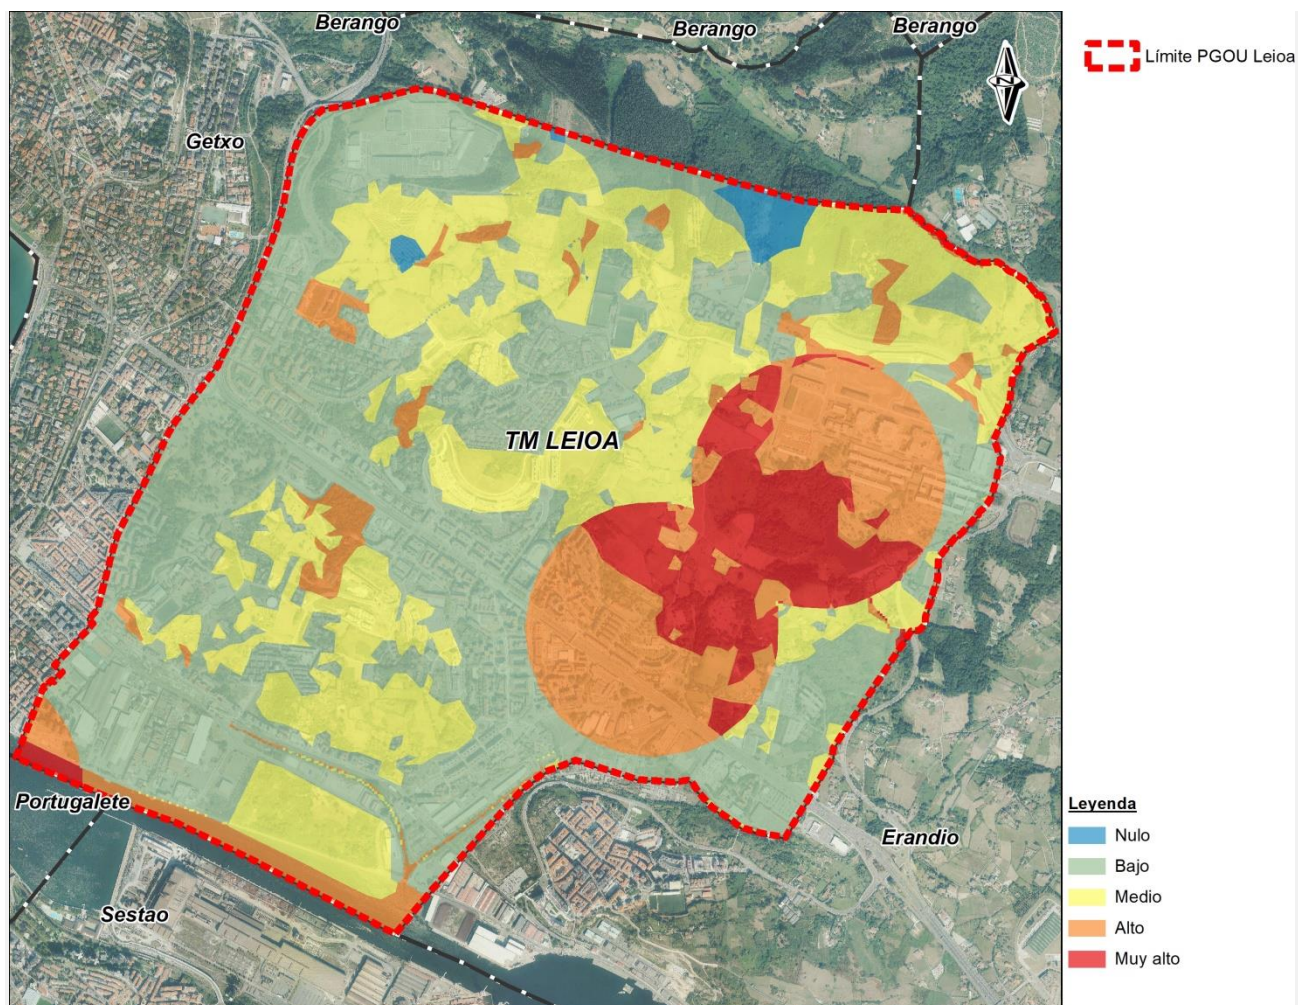 Berango
Berango
Berango
Límite PGOU Leioa
N
Getxo
TM LEIOA
Portugalete
Erandio
Sestao
Leyenda
Nulo
Bajo
Medio
Alto
Muy alto